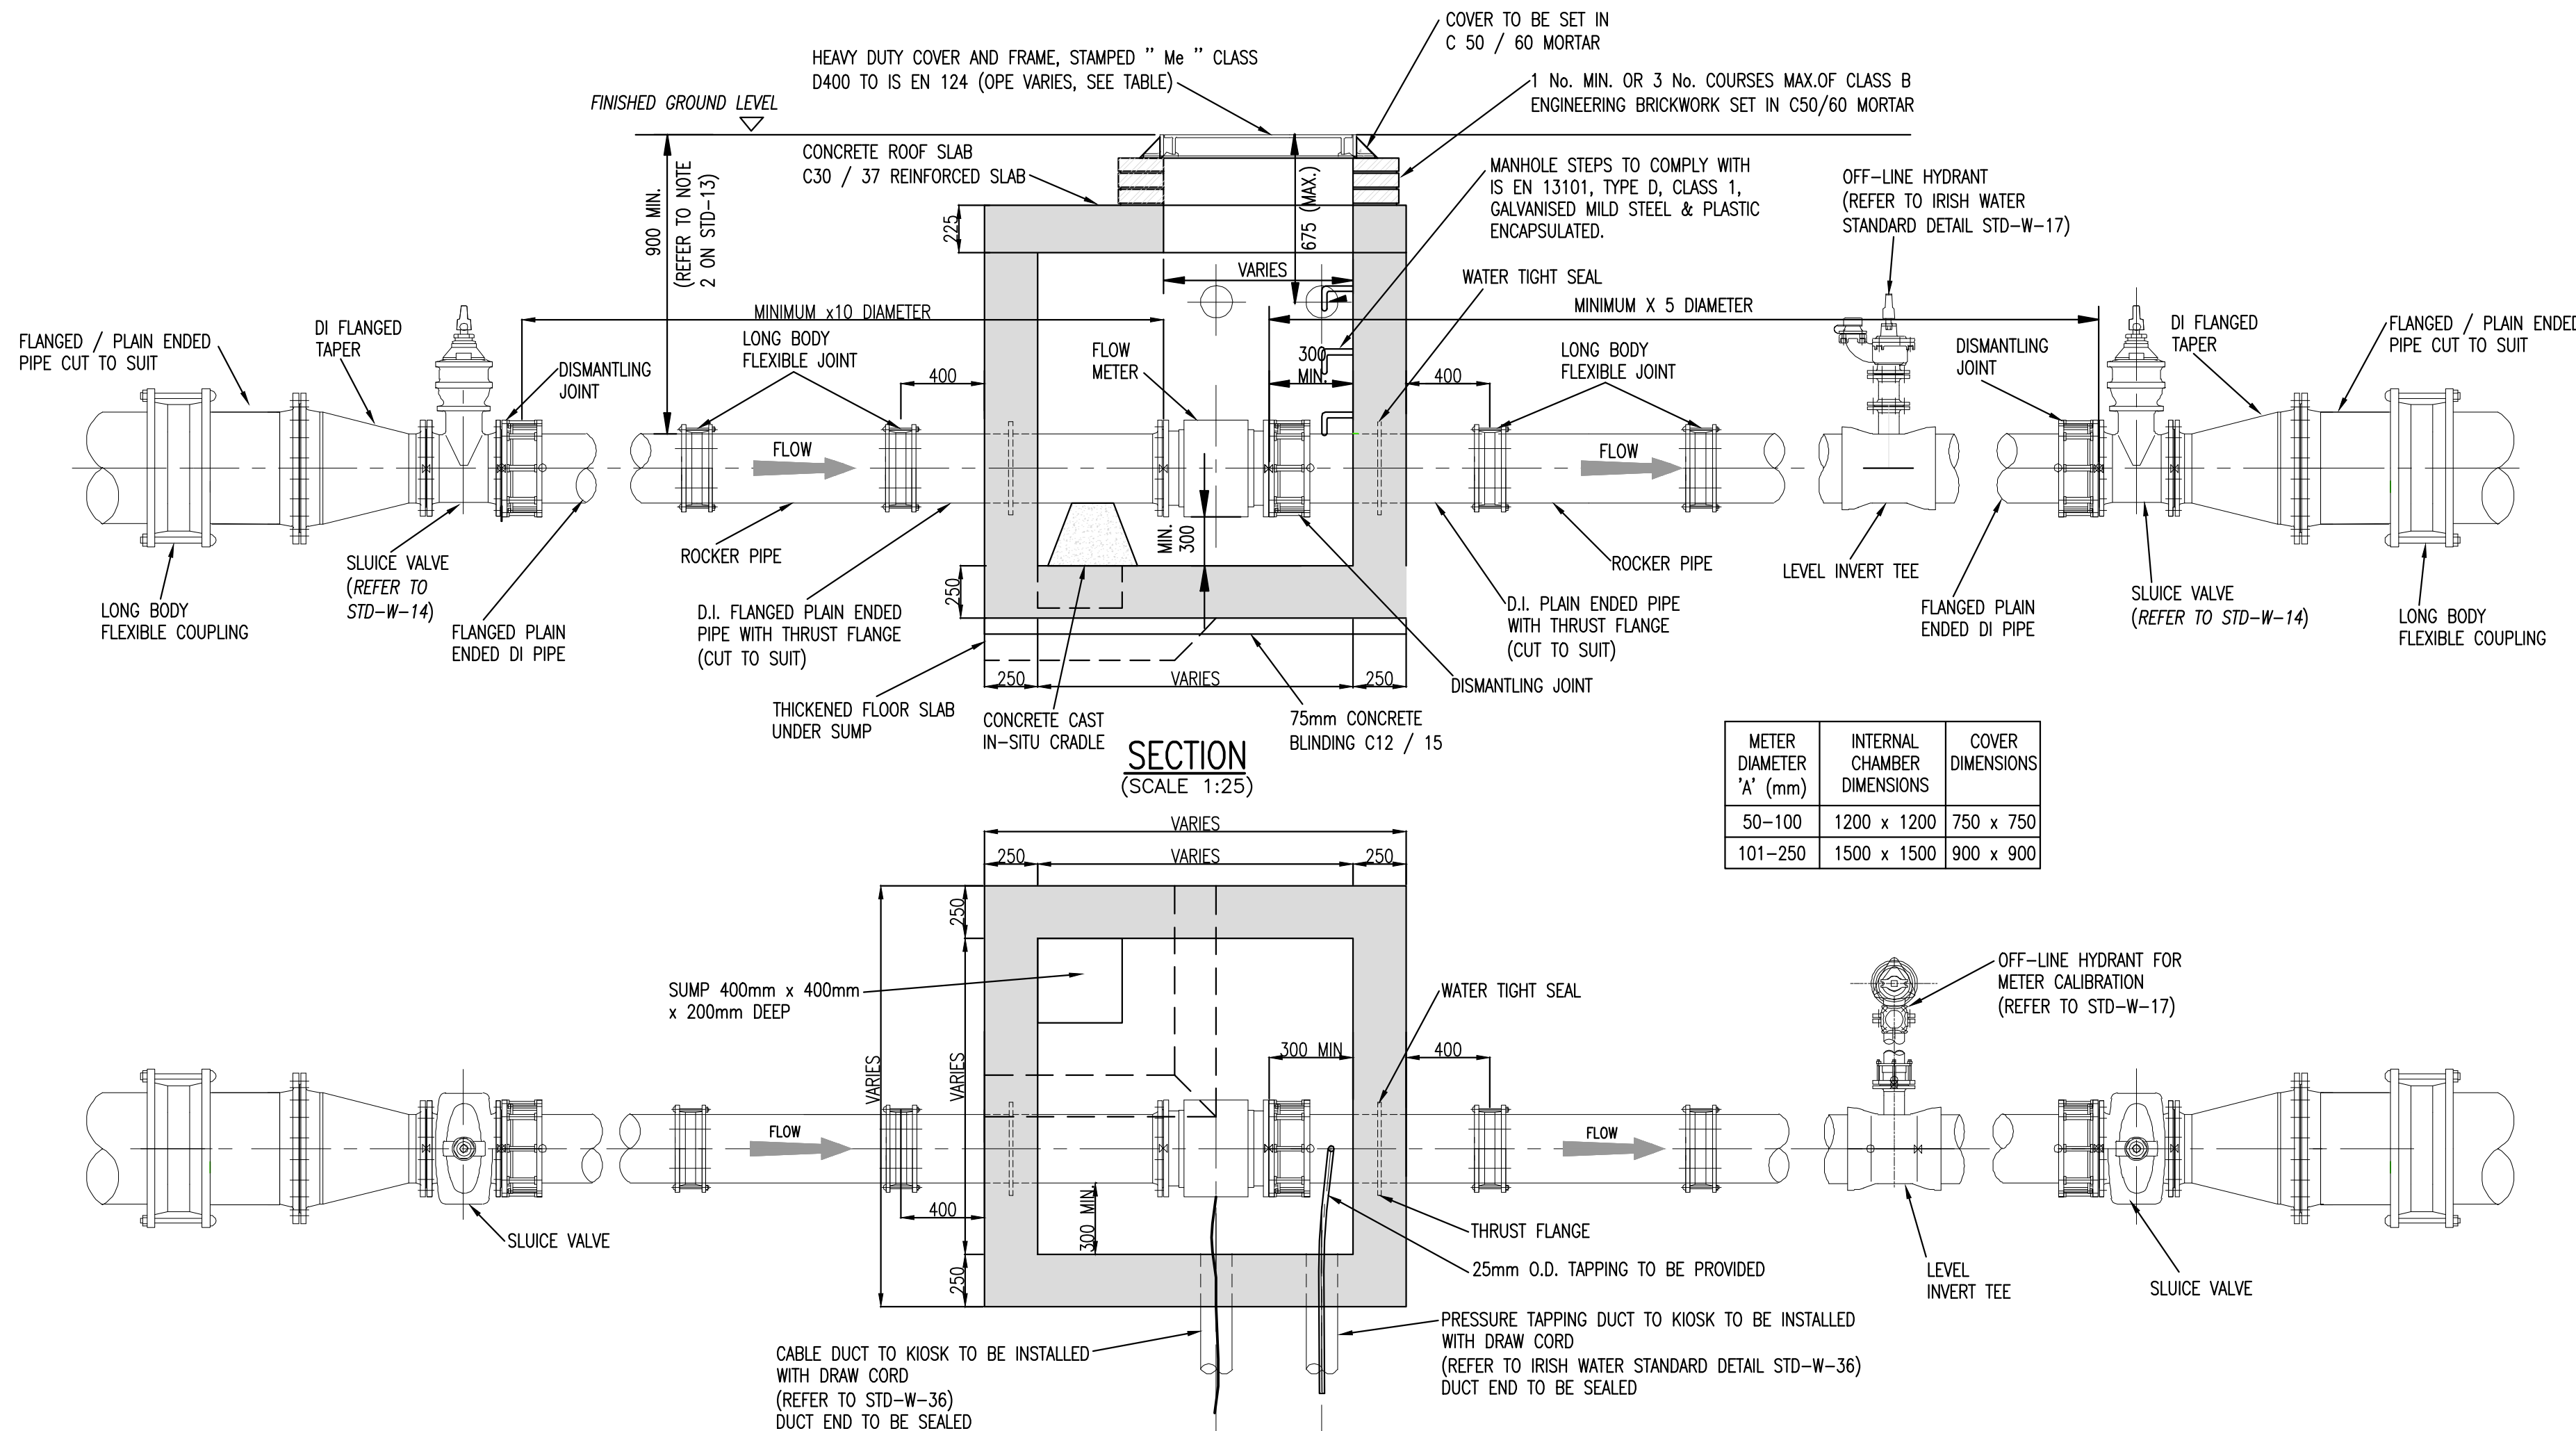 COVER TO BE SET IN
C 50 / 60 MORTAR
HEAVY DUTY COVER AND FRAME, STAMPED " Me " CLASS
D400 TO IS EN 124 (OPE VARIES, SEE TABLE)
1 No. MIN. OR 3 No. COURSES MAX.OF CLASS B
ENGINEERING BRICKWORK SET IN C50/60 MORTAR
FINISHED GROUND LEVEL
CONCRETE ROOF SLAB
C30 / 37 REINFORCED SLAB
900 MIN.
(REFER TO NOTE
2 ON STD-13)
225
675 (MAX.)
MANHOLE STEPS TO COMPLY WITH
IS EN 13101, TYPE D, CLASS 1,
GALVANISED MILD STEEL & PLASTIC
ENCAPSULATED.
OFF-LINE HYDRANT
(REFER TO IRISH WATER
STANDARD DETAIL STD-W-17)
VARIES
WATER TIGHT SEAL
MINIMUM x10 DIAMETER
MINIMUM X 5 DIAMETER
FLANGED / PLAIN ENDED
PIPE CUT TO SUIT
DI FLANGED
TAPER
DISMANTLING
JOINT
LONG BODY
FLEXIBLE JOINT
400
FLOW
METER
300
MIN.
400
LONG BODY
FLEXIBLE JOINT
DISMANTLING
JOINT
DI FLANGED
TAPER
FLANGED / PLAIN ENDED
PIPE CUT TO SUIT
FLOW
FLOW
MIN.
300
LONG BODY
FLEXIBLE COUPLING
SLUICE VALVE
(REFER TO
STD-W-14)
FLANGED PLAIN
ENDED DI PIPE
ROCKER PIPE
D.I. FLANGED PLAIN ENDED
PIPE WITH THRUST FLANGE
(CUT TO SUIT)
250
ROCKER PIPE
D.I. PLAIN ENDED PIPE
WITH THRUST FLANGE
(CUT TO SUIT)
LEVEL INVERT TEE
FLANGED PLAIN
ENDED DI PIPE
SLUICE VALVE
(REFER TO STD-W-14)
LONG BODY
FLEXIBLE COUPLING
250
VARIES
250
DISMANTLING JOINT
THICKENED FLOOR SLAB
UNDER SUMP
CONCRETE CAST
IN-SITU CRADLE
75mm CONCRETE
BLINDING C12 / 15
SECTION
(SCALE 1:25)
METER
DIAMETER
'A' (mm)
INTERNAL
CHAMBER
DIMENSIONS
COVER
DIMENSIONS
50-100
1200 x 1200
750 x 750
101-250
1500 x 1500
900 x 900
VARIES
250
VARIES
250
250
VARIES
VARIES
250
SUMP 400mm x 400mm
x 200mm DEEP
WATER TIGHT SEAL
OFF-LINE HYDRANT FOR
METER CALIBRATION
(REFER TO STD-W-17)
300 MIN
400
FLOW
FLOW
400
300 MIN.
SLUICE VALVE
THRUST FLANGE
25mm O.D. TAPPING TO BE PROVIDED
LEVEL
INVERT TEE
SLUICE VALVE
CABLE DUCT TO KIOSK TO BE INSTALLED
WITH DRAW CORD
(REFER TO STD-W-36)
DUCT END TO BE SEALED
PRESSURE TAPPING DUCT TO KIOSK TO BE INSTALLED
WITH DRAW CORD
(REFER TO IRISH WATER STANDARD DETAIL STD-W-36)
DUCT END TO BE SEALED